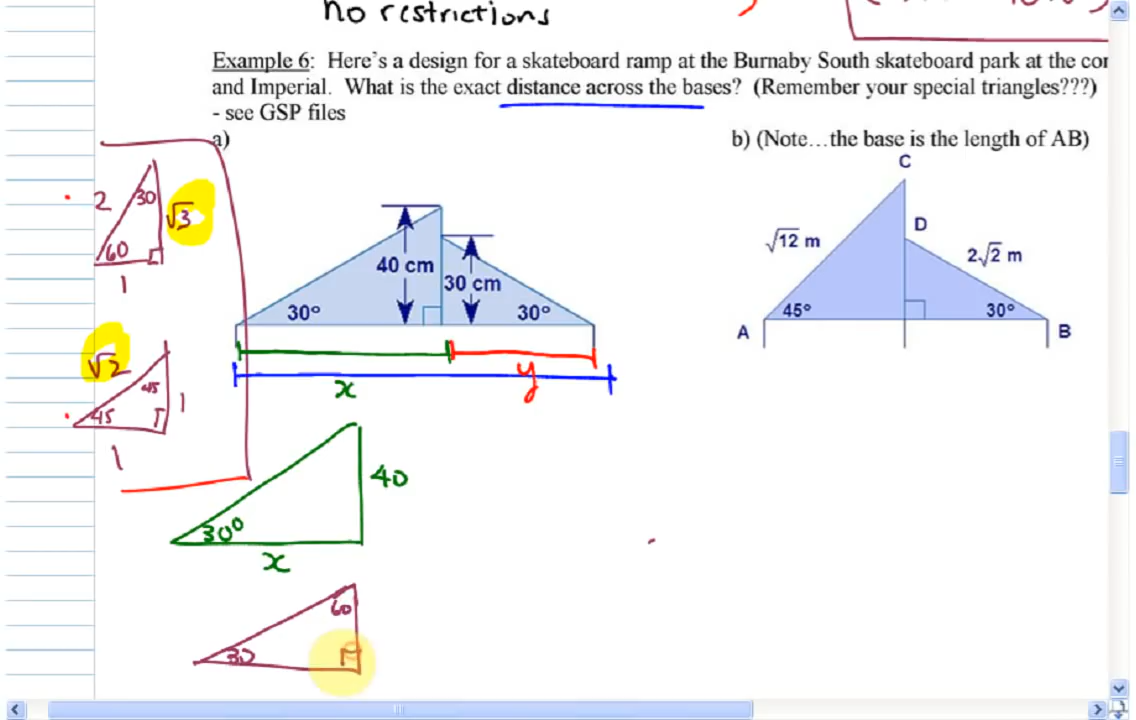 no restrictions
Example 6: Here's a design for a skateboard ramp at the Burnaby South skateboard park at the cor
and Imperial. What is the exact distance across the bases? (Remember your special triangles???)
- see GSP files
a)
b) (Note…the base is the length of AB)
2
30
√3
60
1
√2
45
45
1
1
40 cm
30 cm
30°
30°
x
y
C
D
√12 m
2√2 m
45°
30°
A
B
40
30°
x
60
30